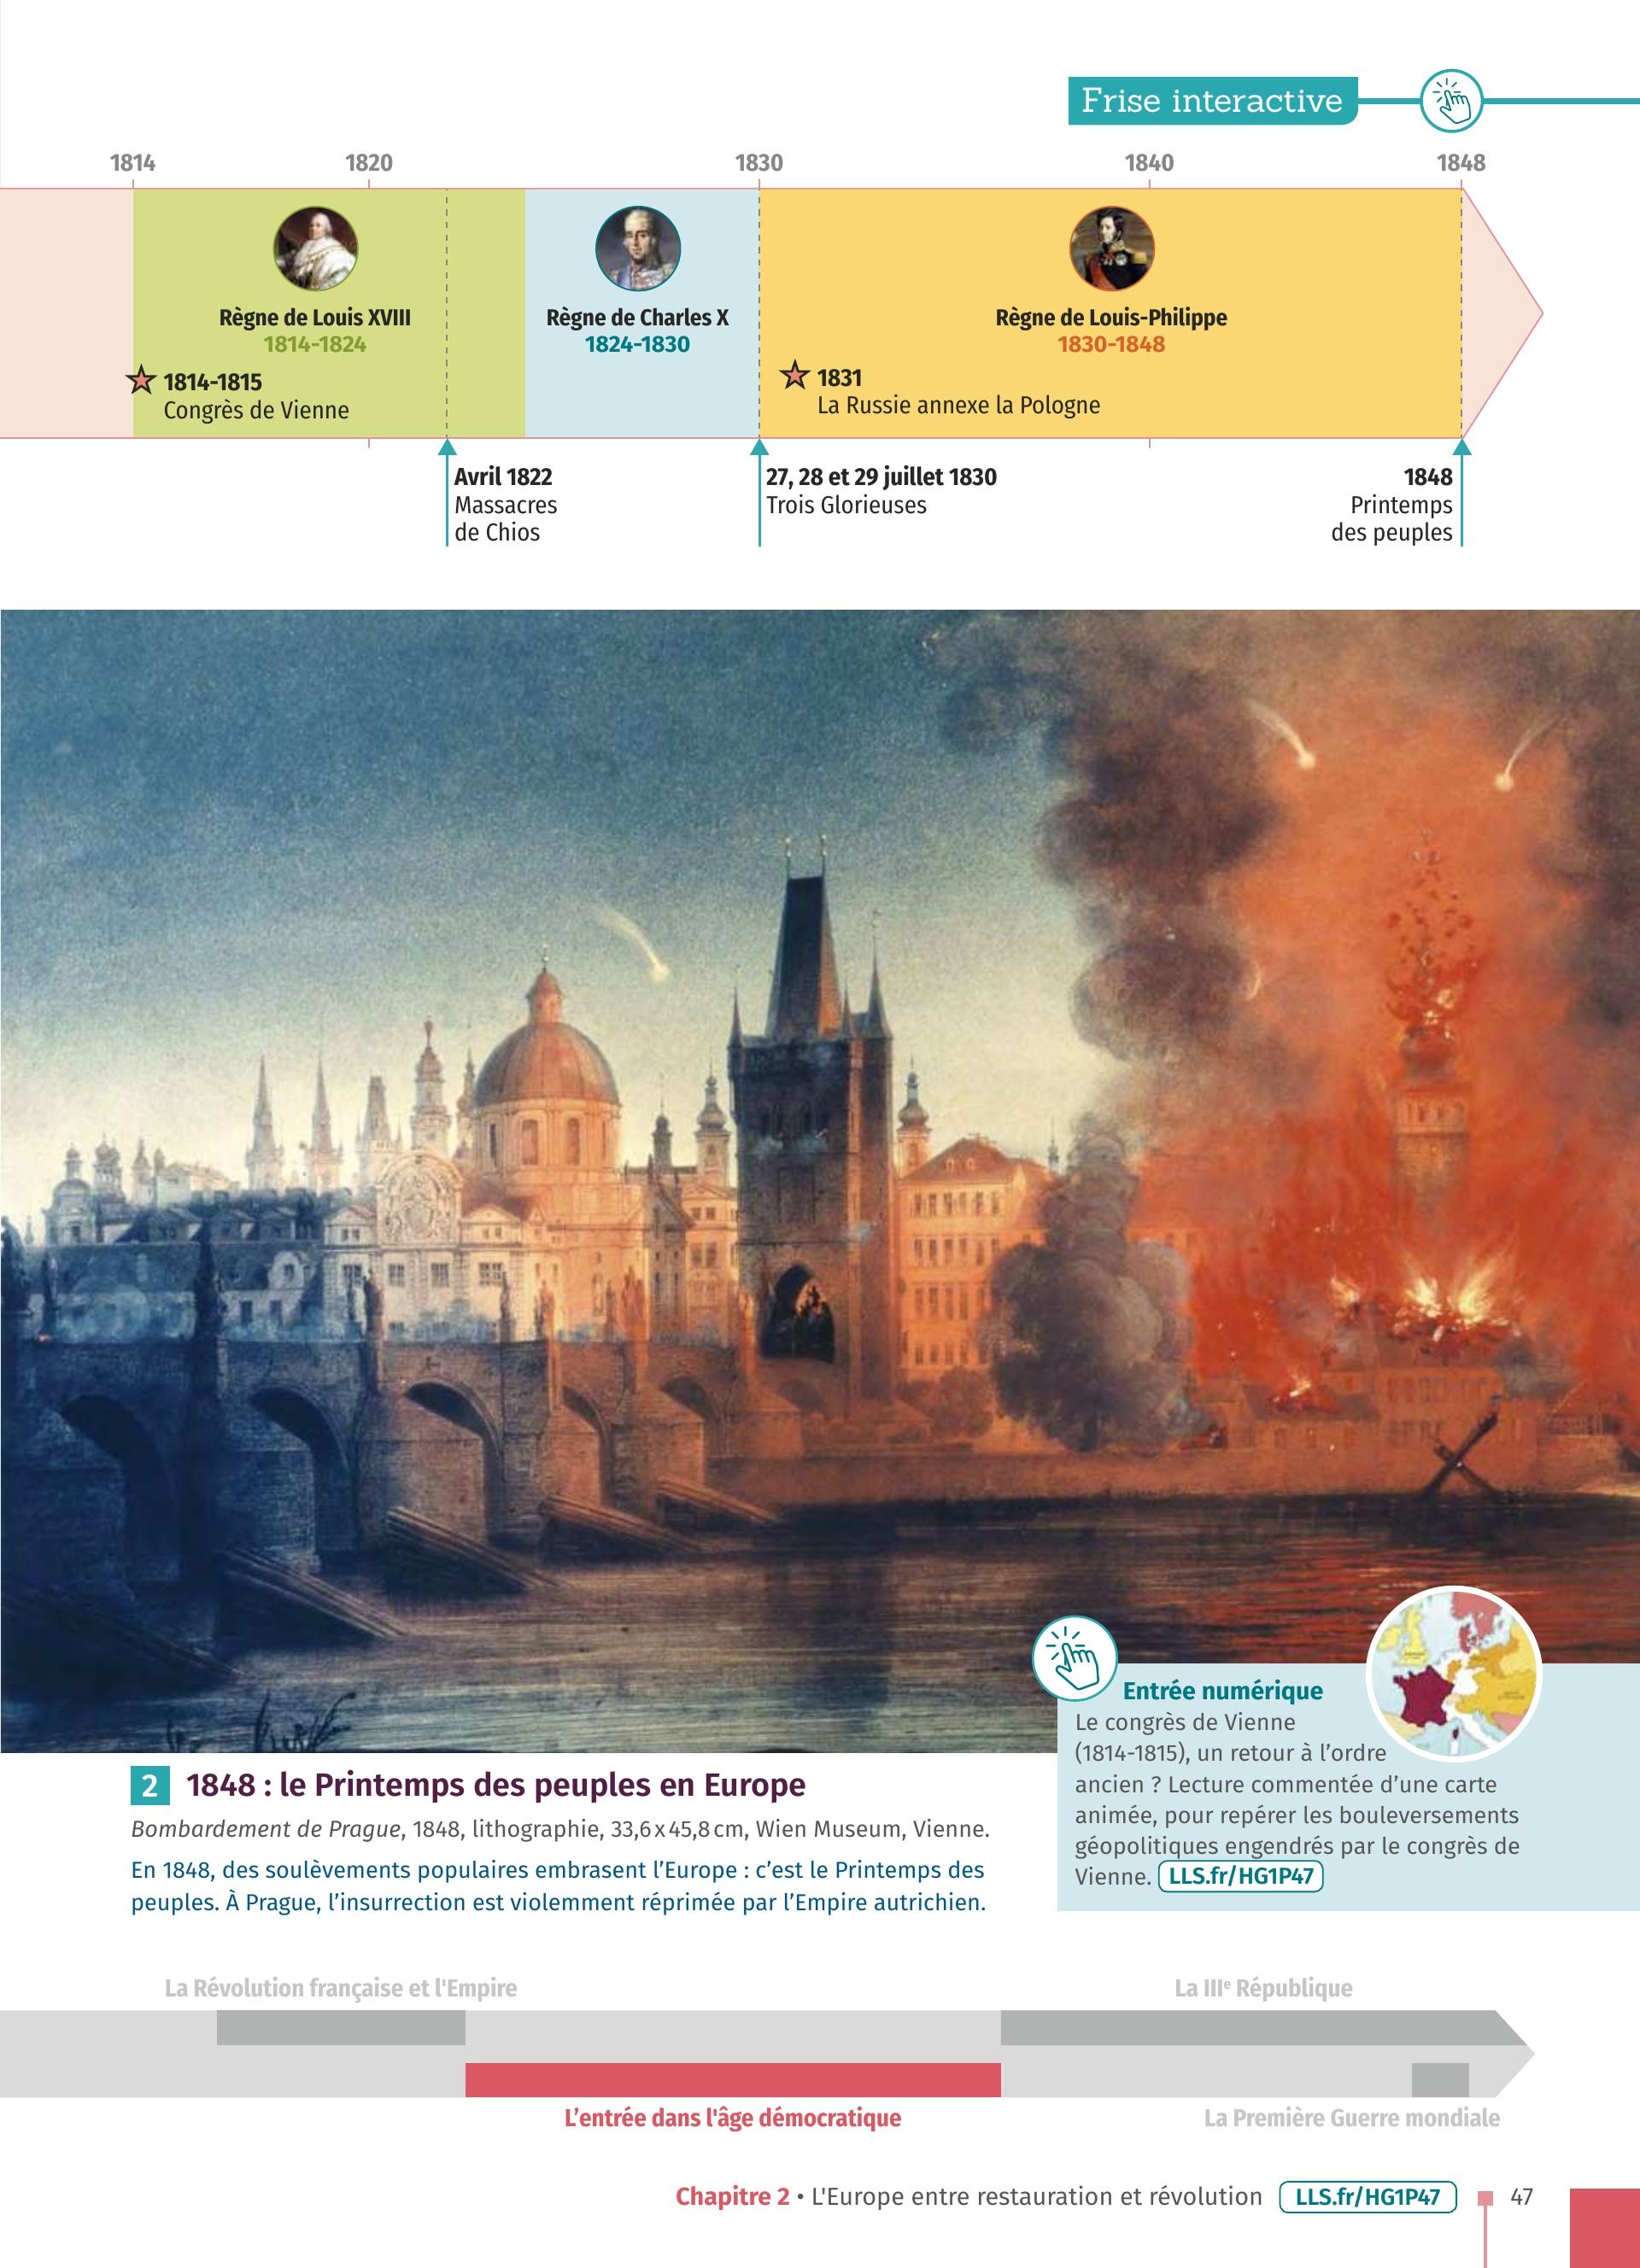 Frise interactive
1814 1820 1830 1840 1848
Règne de Louis XVIII
1814-1824
1814-1815
Congrès de Vienne
Règne de Charles X
1824-1830
Règne de Louis-Philippe
1830-1848
1831
La Russie annexe la Pologne
Avril 1822
Massacres
de Chios
27, 28 et 29 juillet 1830
Trois Glorieuses
1848
Printemps
des peuples
2 1848 : le Printemps des peuples en Europe
Bombardement de Prague, 1848, lithographie, 33,6 x 45,8 cm, Wien Museum, Vienne.
En 1848, des soulèvements populaires embrasent l’Europe : c’est le Printemps des
peuples. À Prague, l’insurrection est violemment réprimée par l’Empire autrichien.
Entrée numérique
Le congrès de Vienne
(1814-1815), un retour à l’ordre
ancien ? Lecture commentée d’une carte
animée, pour repérer les bouleversements
géopolitiques engendrés par le congrès de
Vienne. LLS.fr/HG1P47
La Révolution française et l'Empire
La IIIe République
L’entrée dans l'âge démocratique
La Première Guerre mondiale
Chapitre 2 • L'Europe entre restauration et révolution LLS.fr/HG1P47 47